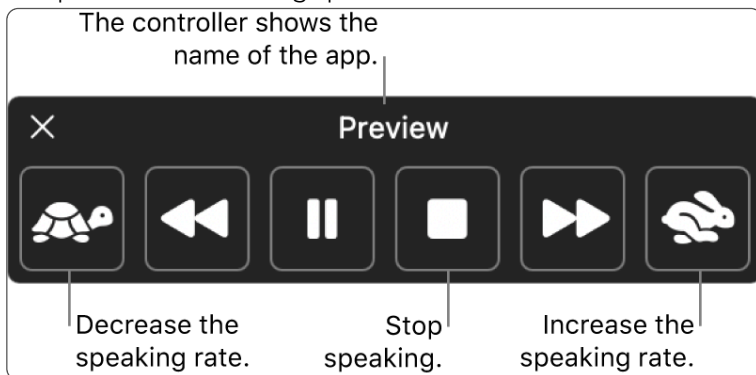 The controller shows the
name of the app.
Preview
Decrease the
speaking rate.
Stop
speaking.
Increase the
speaking rate.